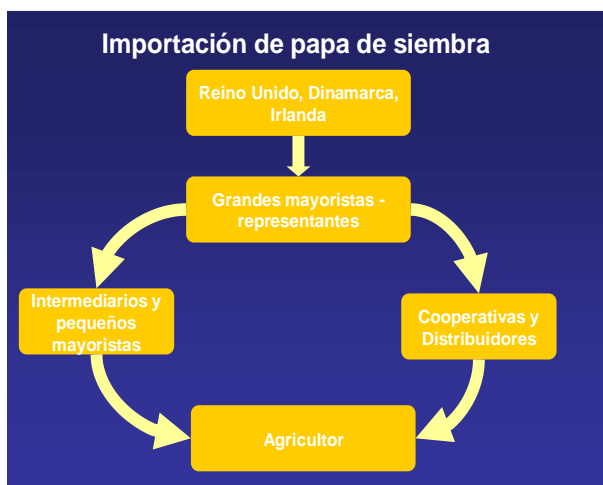 Importación de papa de siembra
Reino Unido, Dinamarca,
Irlanda
Grandes mayoristas -
representantes
Intermediarios y
pequeños
mayoristas
Cooperativas y
Distribuidores
Agricultor